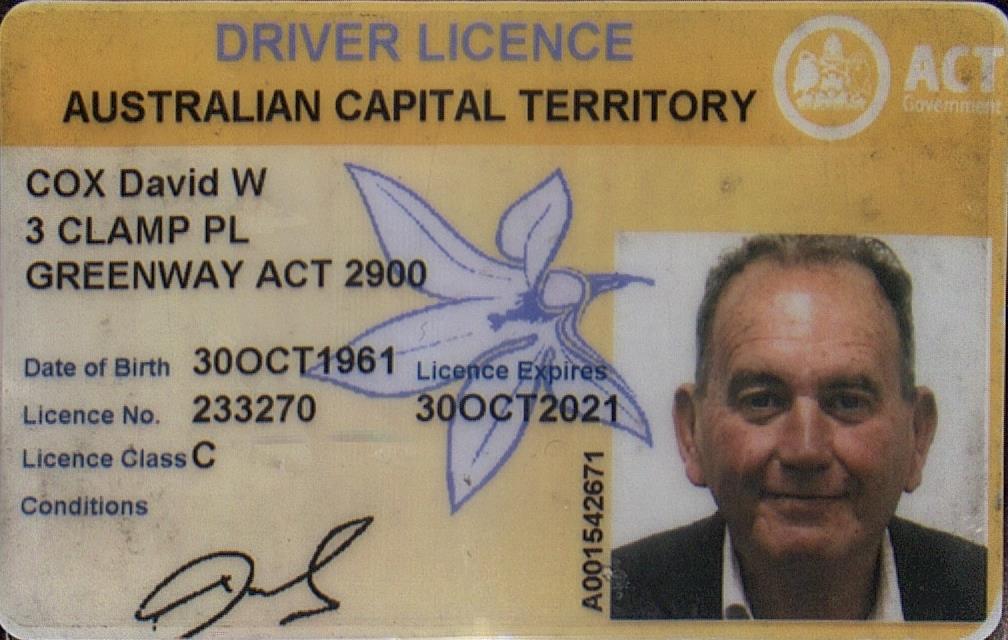 DRIVER LICENCE
AUSTRALIAN CAPITAL TERRITORY
ACT
Government
COX David W
3 CLAMP PL
GREENWAY ACT 2900
Date of Birth 30OCT1961 Licence Expires
Licence No. 233270 30OCT2021
Licence Class C
Conditions
A001542671